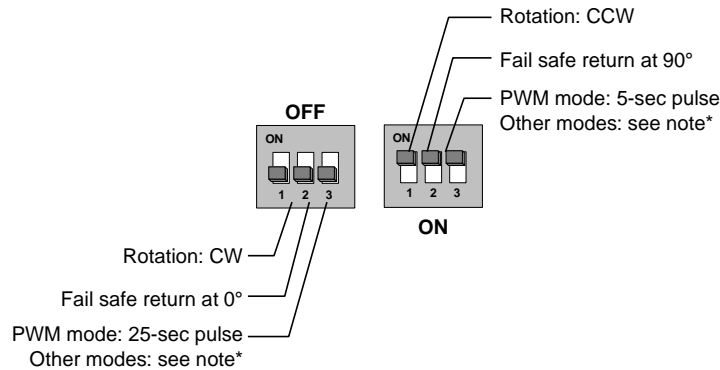 Rotation: CCW
Fail safe return at 90°
PWM mode: 5-sec pulse
Other modes: see note*
OFF
ON
1 2 3
ON
1 2 3
ON
Rotation: CW
Fail safe return at 0°
PWM mode: 25-sec pulse
Other modes: see note*